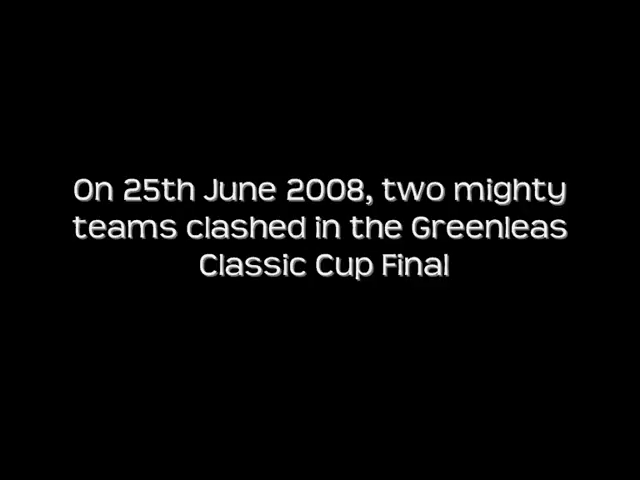 On 25th June 2008, two mighty
teams clashed in the Greenleas
Classic Cup Final